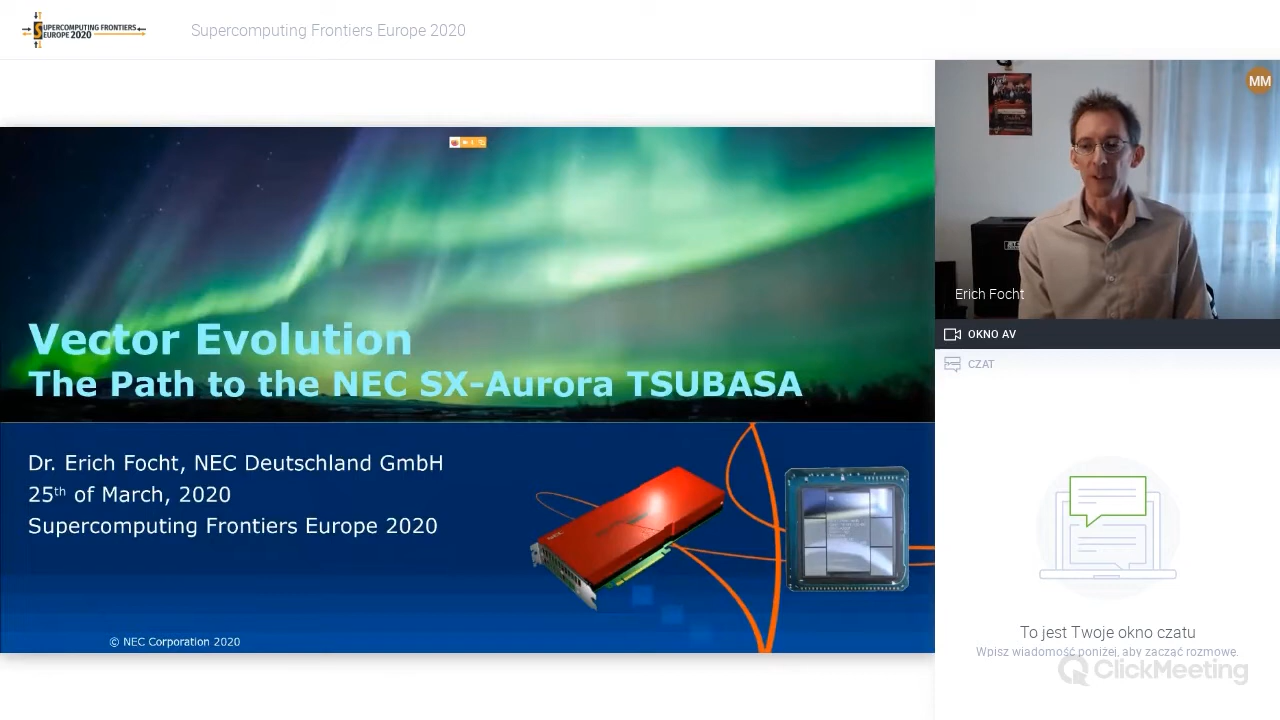 SUPERCOMPUTING FRONTIERS
EUROPE 2020
Supercomputing Frontiers Europe 2020
MM
Erich Focht
OKNO AV
CZAT
Vector Evolution
The Path to the NEC SX-Aurora TSUBASA
Dr. Erich Focht, NEC Deutschland GmbH
25th of March, 2020
Supercomputing Frontiers Europe 2020
© NEC Corporation 2020
To jest Twoje okno czatu
Wpisz wiadomość poniżej, aby zacząć rozmowę.
ClickMeeting